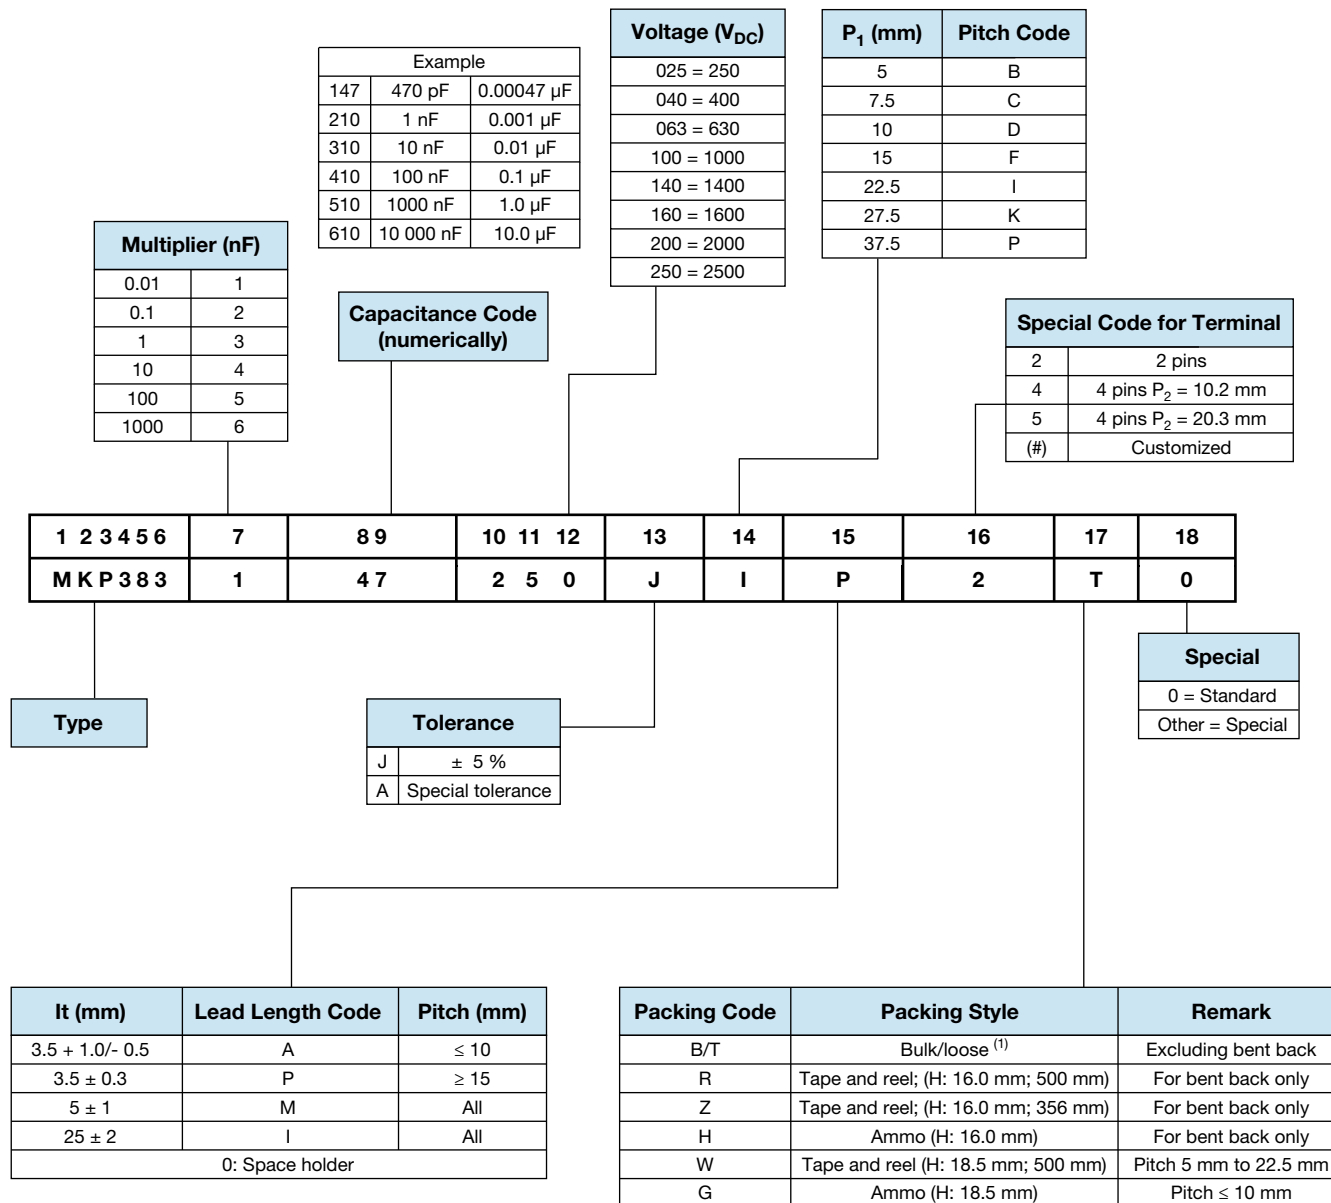 Example
147 470 pF 0.00047 µF
210 1 nF 0.001 µF
310 10 nF 0.01 µF
410 100 nF 0.1 µF
510 1000 nF 1.0 µF
610 10 000 nF 10.0 µF
Voltage (V_DC)
025 = 250
040 = 400
063 = 630
100 = 1000
140 = 1400
160 = 1600
200 = 2000
250 = 2500
P_1 (mm) Pitch Code
5 B
7.5 C
10 D
15 F
22.5 I
27.5 K
37.5 P
Multiplier (nF)
0.01 1
0.1 2
1 3
10 4
100 5
1000 6
Capacitance Code
(numerically)
Special Code for Terminal
2 2 pins
4 4 pins P_2 = 10.2 mm
5 4 pins P_2 = 20.3 mm
(#) Customized
1 2 3 4 5 6 7 8 9 10 11 12 13 14 15 16 17 18
M K P 3 8 3 1 4 7 2 5 0 J I P 2 T 0
Type
Tolerance
J ± 5 %
A Special tolerance
Special
0 = Standard
Other = Special
It (mm) Lead Length Code Pitch (mm)
3.5 + 1.0/- 0.5 A ≤ 10
3.5 ± 0.3 P ≥ 15
5 ± 1 M All
25 ± 2 I All
0: Space holder
Packing Code Packing Style Remark
B/T Bulk/loose (1) Excluding bent back
R Tape and reel; (H: 16.0 mm; 500 mm) For bent back only
Z Tape and reel; (H: 16.0 mm; 356 mm) For bent back only
H Ammo (H: 16.0 mm) For bent back only
W Tape and reel (H: 18.5 mm; 500 mm) Pitch 5 mm to 22.5 mm
G Ammo (H: 18.5 mm) Pitch ≤ 10 mm